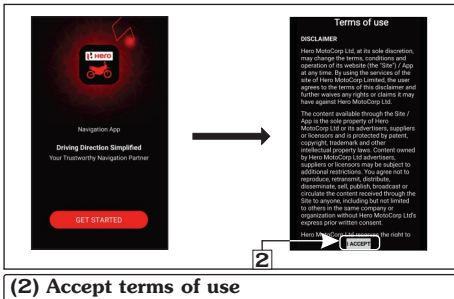 Hero
Navigation App
Driving Direction Simplified
Your Trustworthy Navigation Partner
GET STARTED
Terms of use
DISCLAIMER
Hero MotoCorp Ltd, at its sole discretion,
may change the terms, conditions and
operation of its website (the "Site") / App
at any time. By using the services of the
site of Hero MotoCorp Limited, the user
agrees to the terms of this disclaimer and
further waives any rights or claims it may
have against Hero MotoCorp Ltd.
The content available through the Site /
App is the sole property of Hero
MotoCorp Ltd or its advertisers, suppliers
or licensors and is protected by patent,
copyright, trademark and other
intellectual property laws. Content owned
by Hero MotoCorp Ltd advertisers,
suppliers or licensors may be subject to
additional restrictions. You agree not to
reproduce, retransmit, distribute,
disseminate, sell, publish, broadcast or
circulate the content received through the
Site to anyone, including but not limited
to others in the same company or
organization without Hero MotoCorp Ltd's
express prior written consent.
Hero MotoCorp Ltd reserves the right to
I ACCEPT
2
(2) Accept terms of use